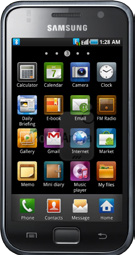 SAMSUNG
1:28 AM
Calculator Calendar Camera Clock
Daily Briefing E-book Email FM Radio
Gallery Gmail Internet Market
Memo Mini diary Music player My files
Phone Contacts Message Home